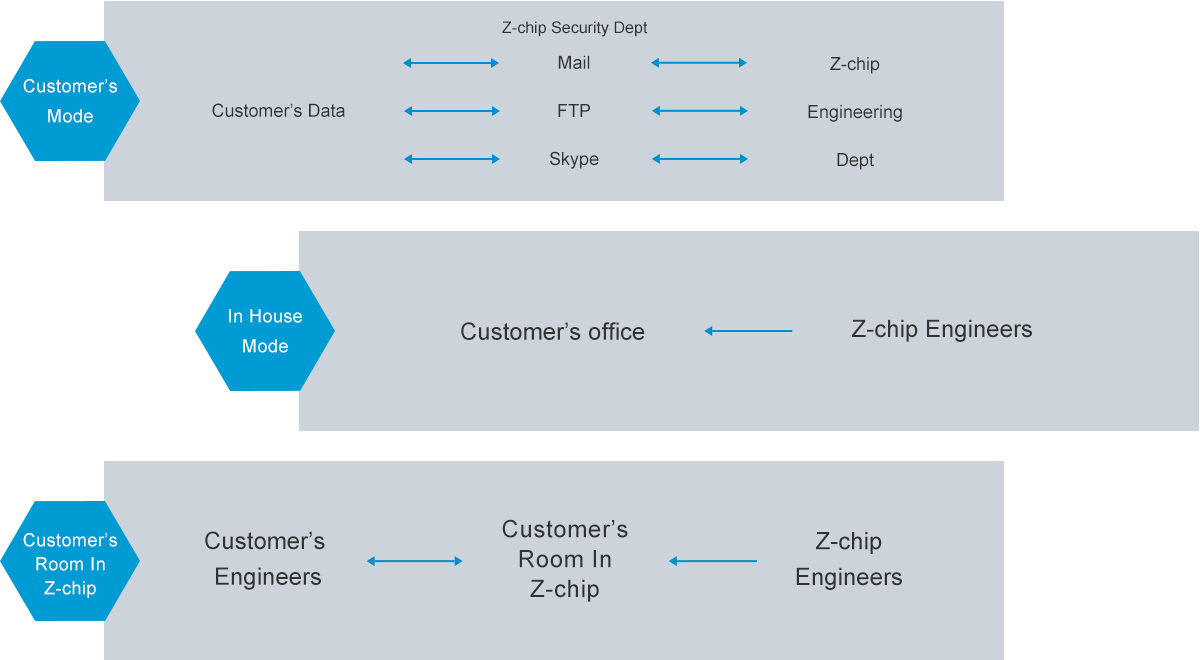 Customer’s
Mode
Z-chip Security Dept
Customer’s Data
Mail
FTP
Skype
Z-chip
Engineering
Dept
In House
Mode
Customer’s office
Z-chip Engineers
Customer’s
Room In
Z-chip
Customer’s
Engineers
Customer’s
Room In
Z-chip
Z-chip
Engineers